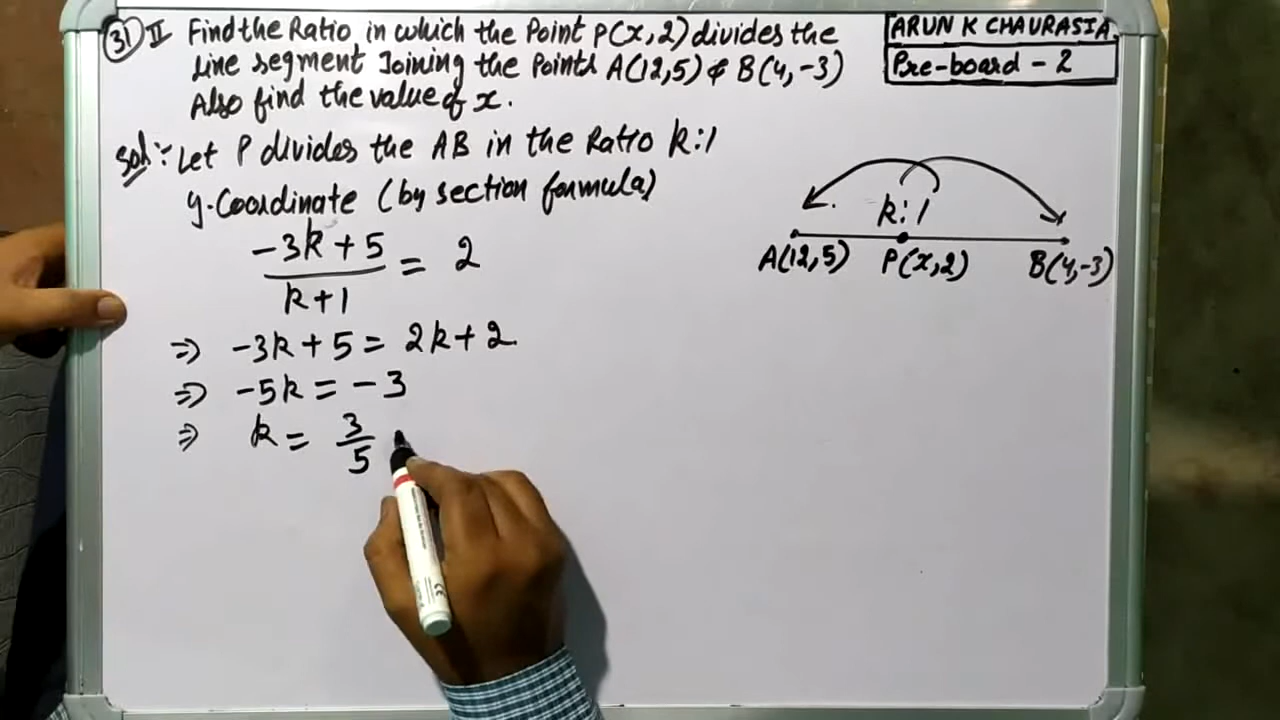 31 II Find the Ratio in which the Point P(x,2) divides the
Line segment Joining the Points A(12,5) & B(4,-3)
Also find the value of x.
ARUN K CHAURASIA
Pre-board - 2
Sol:- Let P divides the AB in the Ratio k:1
y-Coordinate (by section formula)
-3k+5
k+1
= 2
⇒ -3k+5 = 2k+2
⇒ -5k = -3
⇒ k = 3/5
k:1
A(12,5) P(x,2) B(4,-3)